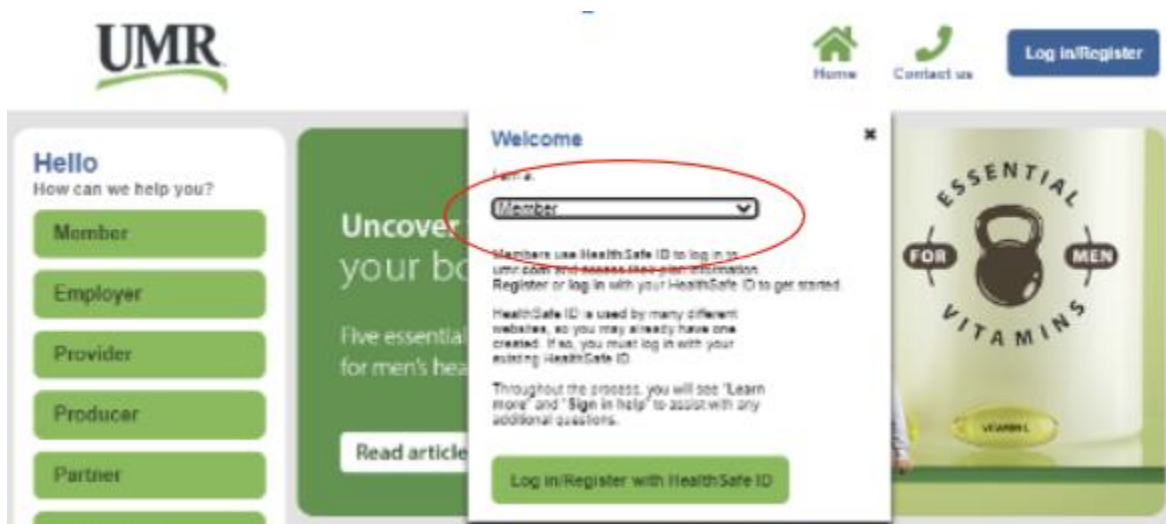 UMR
Home
Contact us
Log in/Register
Hello
How can we help you?
Member
Employer
Provider
Producer
Partner
Uncover
your bo
Five essential
for men's hea
Read article
Welcome
I am a:
Member
Members use HealthSafe ID to log in to
umr.com and access their plan information.
Register or log in with your HealthSafe ID to get started.
HealthSafe ID is used by many different
websites, so you may already have one
created. If so, you must log in with your
existing HealthSafe ID.
Throughout the process, you will see "Learn
more" and "Sign in help" to assist with any
additional questions.
Log in/Register with HealthSafe ID
ESSENTIAL
FOR MEN
VITAMINS